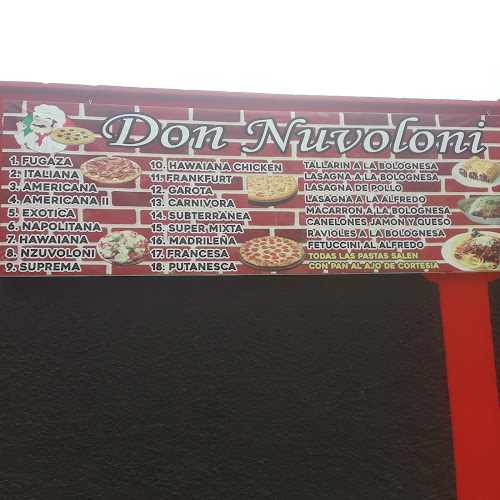 Don Nuvoloni
1. FUGAZA
2. ITALIANA
3. AMERICANA
4. AMERICANA II
5. EXOTICA
6. NAPOLITANA
7. HAWAIANA
8. NZUVOLONI
9. SUPREMA
10. HAWAIANA CHICKEN
11. FRANKFURT
12. GAROTA
13. CARNIVORA
14. SUBTERRANEA
15. SUPER MIXTA
16. MADRILEÑA
17. FRANCESA
18. PUTANESCA
TALLARIN A LA BOLOGNESA
LASAGNA A LA BOLOGNESA
LASAGNA DE POLLO
LASAGNA A LA ALFREDO
MACARRON A LA BOLOGNESA
CANELONES JAMON Y QUESO
RAVIOLES A LA BOLOGNESA
FETUCCINI AL ALFREDO
TODAS LAS PASTAS SALEN
CON PAN AL AJO DE CORTESIA